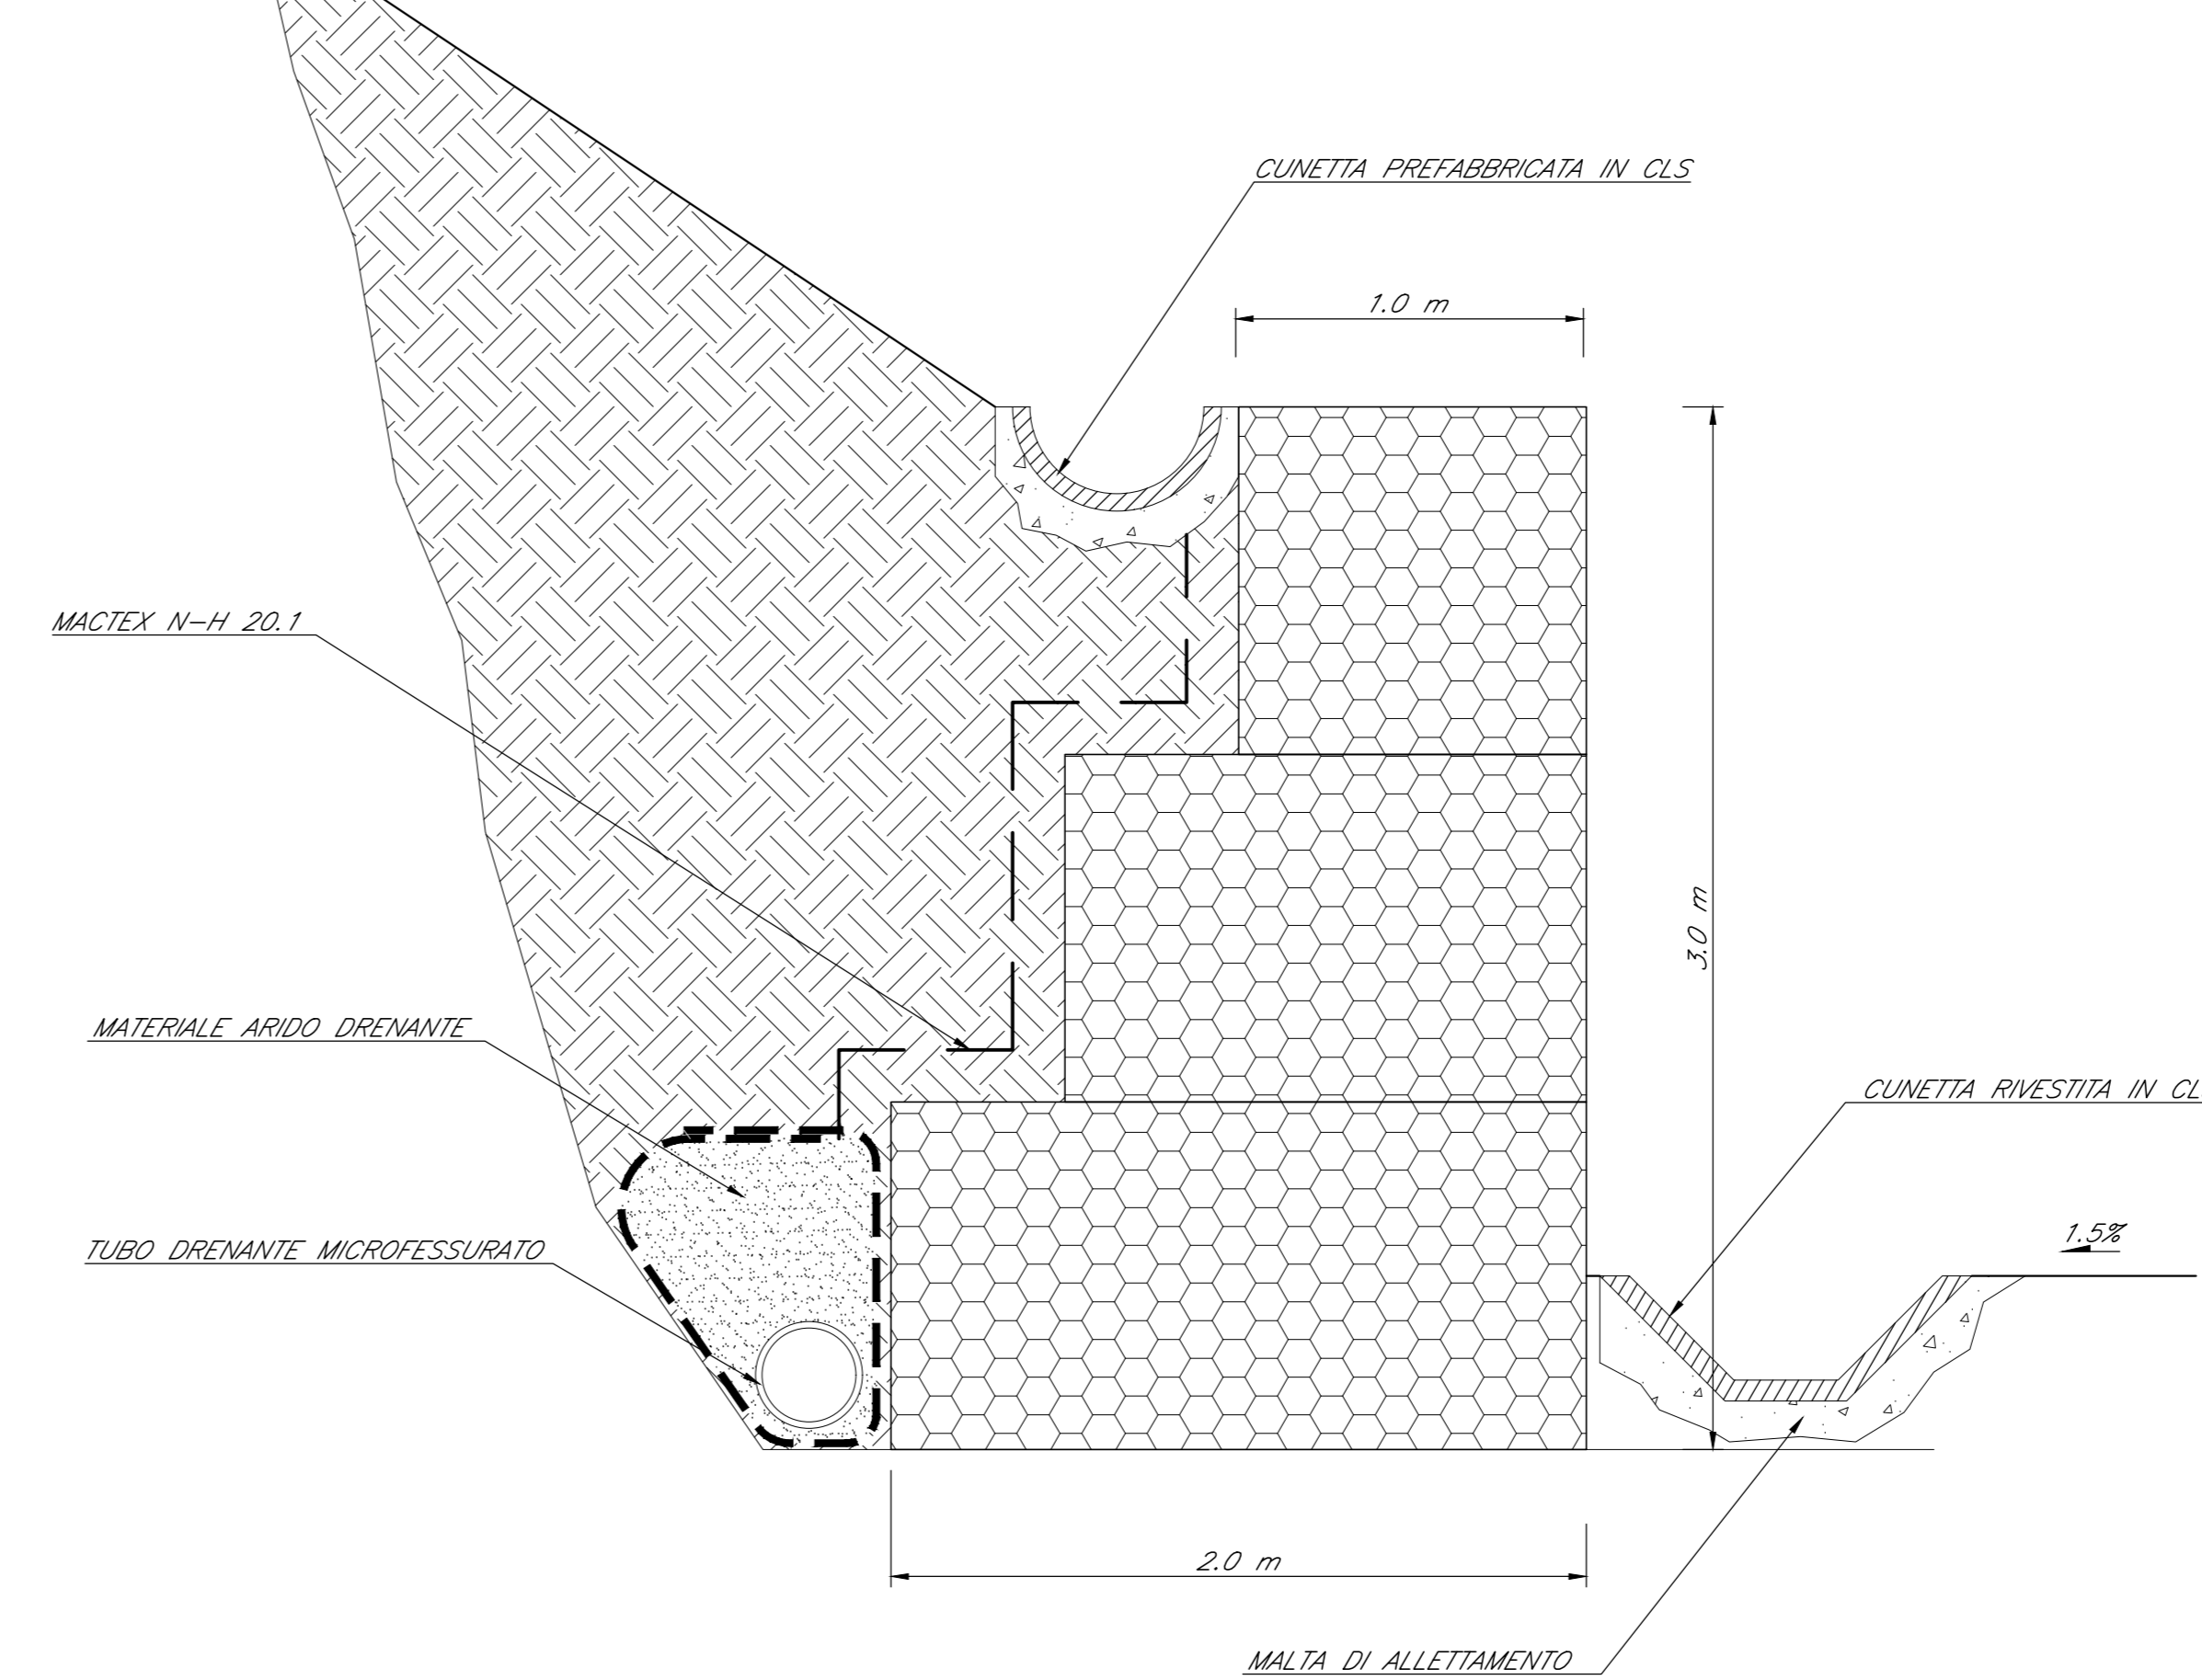 CUNETTA PREFABBRICATA IN CLS
1.0 m
MACTEX N-H 20.1
3.0 m
MATERIALE ARIDO DRENANTE
CUNETTA RIVESTITA IN
TUBO DRENANTE MICROFESSURATO
1.5%
2.0 m
MALTA DI ALLETTAMENTO